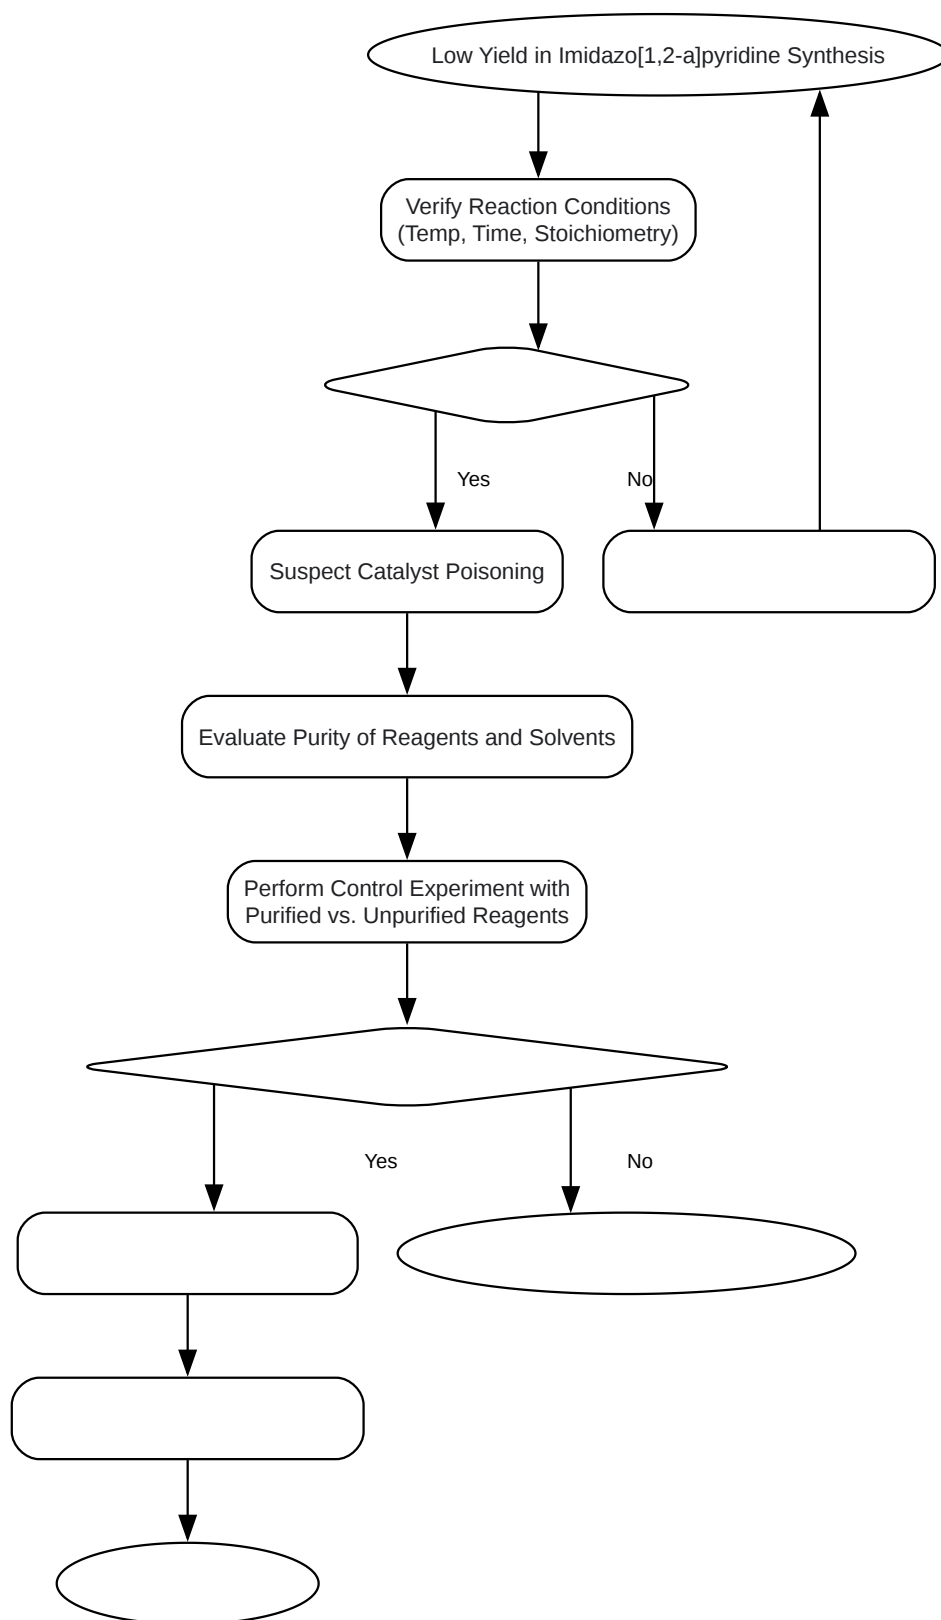 Low Yield in Imidazo[1,2-a]pyridine Synthesis
Verify Reaction Conditions
(Temp, Time, Stoichiometry)
Yes
No
Suspect Catalyst Poisoning
Evaluate Purity of Reagents and Solvents
Perform Control Experiment with
Purified vs. Unpurified Reagents
Yes
No